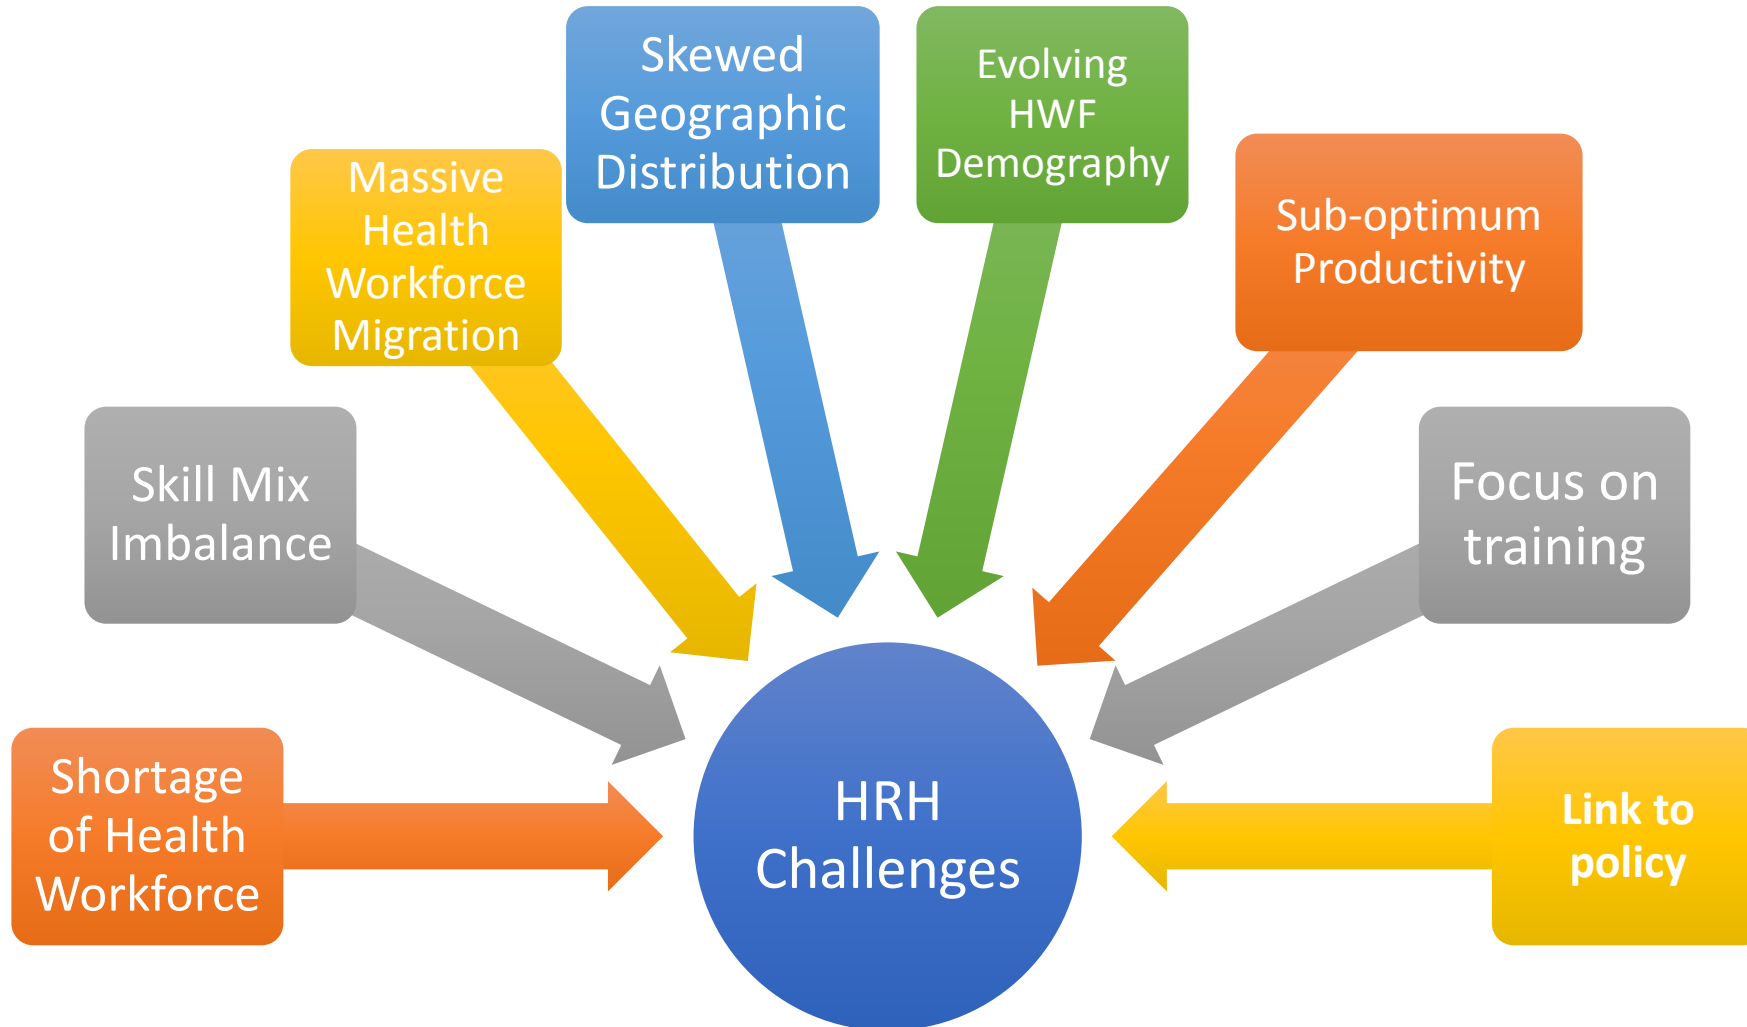 Shortage
of Health
Workforce
Skill Mix
Imbalance
Massive
Health
Workforce
Migration
Skewed
Geographic
Distribution
Evolving
HWF
Demography
Sub-optimum
Productivity
Focus on
training
Link to
policy
HRH
Challenges